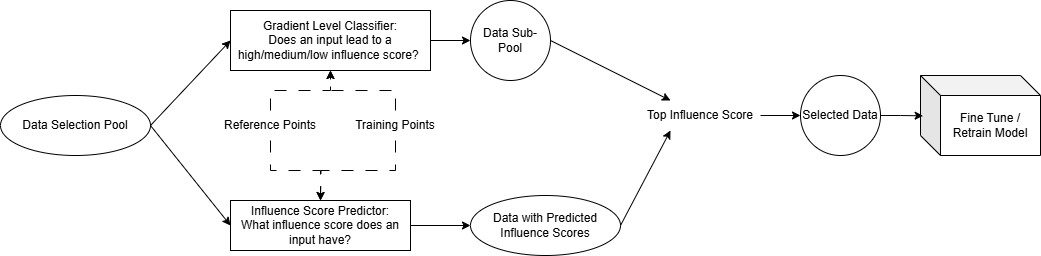 Gradient Level Classifier:
Does an input lead to a
high/medium/low influence score?
Data Sub-
Pool
Data Selection Pool
Reference Points
Training Points
Top Influence Score
Selected Data
Fine Tune /
Retrain Model
Influence Score Predictor:
What influence score does an
input have?
Data with Predicted
Influence Scores